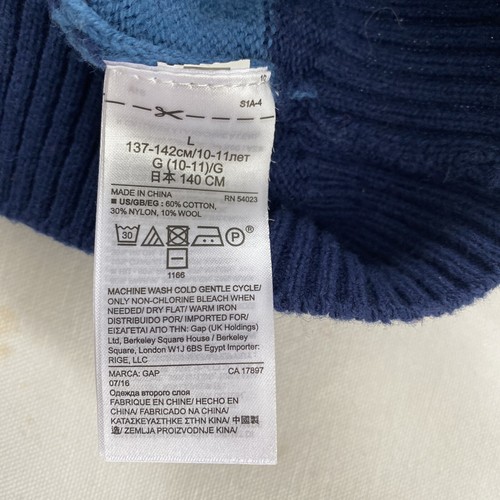 S1A-4
L
137-142см/10-11лет
G (10-11)/G
日本 140 CM
MADE IN CHINA RN 54023
■ US/GB/EG : 60% COTTON,
30% NYLON, 10% WOOL
30 P
1166
MACHINE WASH COLD GENTLE CYCLE/
ONLY NON-CHLORINE BLEACH WHEN
NEEDED/ DRY FLAT/ WARM IRON
DISTRIBUIDO POR/ IMPORTED BY/
ΕΙΣΑΓΕΤΑΙ ΑΠΟ ΤΗΝ: Gap (UK Holdings)
Ltd, Berkeley Square House, Berkeley
Square, London W1J 6BS Egypt Importer:
RIGE, LLC
MARCA: GAP CA 17897
07/16
Одежда второго слоя
FABRIQUE EN CHINE/ HECHO EN
CHINA/ FABRICADO NA CHINA/
ΚΑΤΑΣΚΕΥΑΣΤΗΚΕ ΣΤΗΝ ΚΙΝΑ/ 中國製
造/ ZEMLJA PROIZVODNJE KINA/